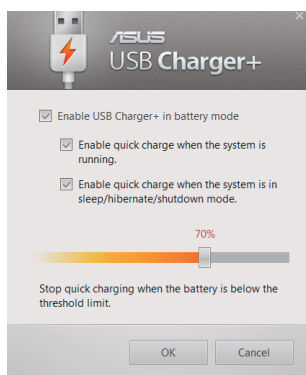 ASUS
USB Charger+
Enable USB Charger+ in battery mode
Enable quick charge when the system is
running.
Enable quick charge when the system is in
sleep/hibernate/shutdown mode.
70%
Stop quick charging when the battery is below the
threshold limit.
OK
Cancel